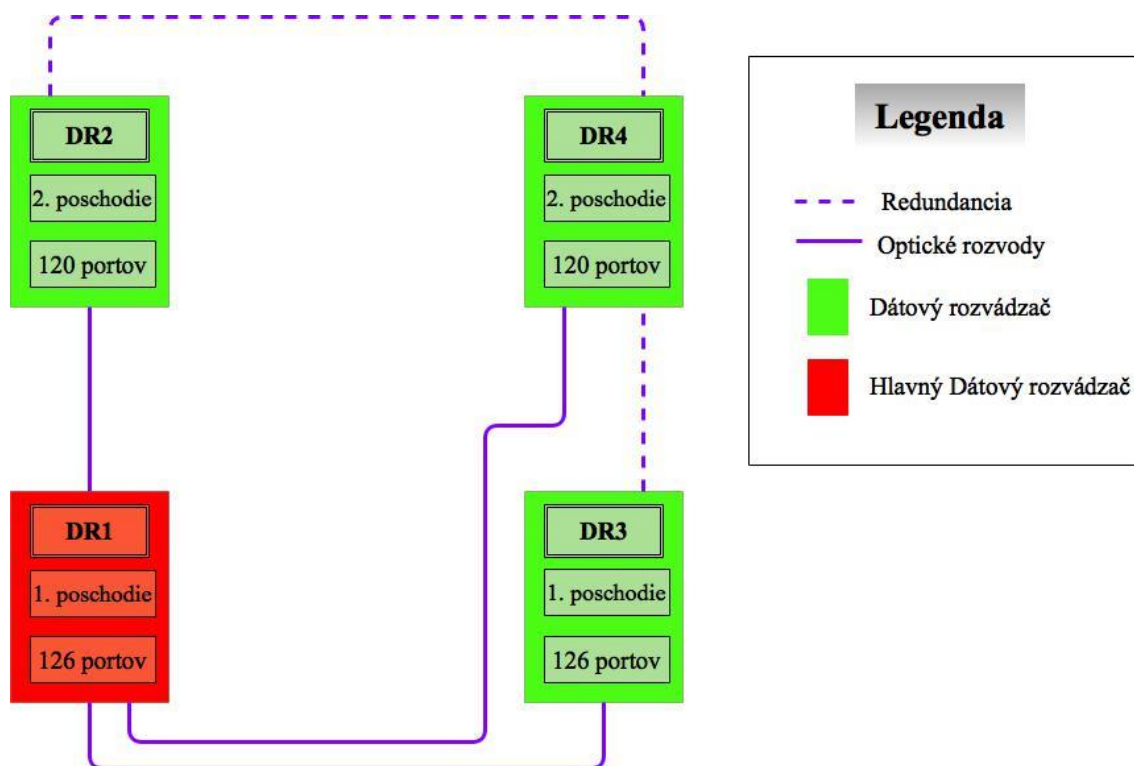 DR2
2. poschodie
120 portov
DR4
2. poschodie
120 portov
DR1
1. poschodie
126 portov
DR3
1. poschodie
126 portov
Legenda
Redundancia
Optické rozvody
Dátový rozvádzač
Hlavný Dátový rozvádzač